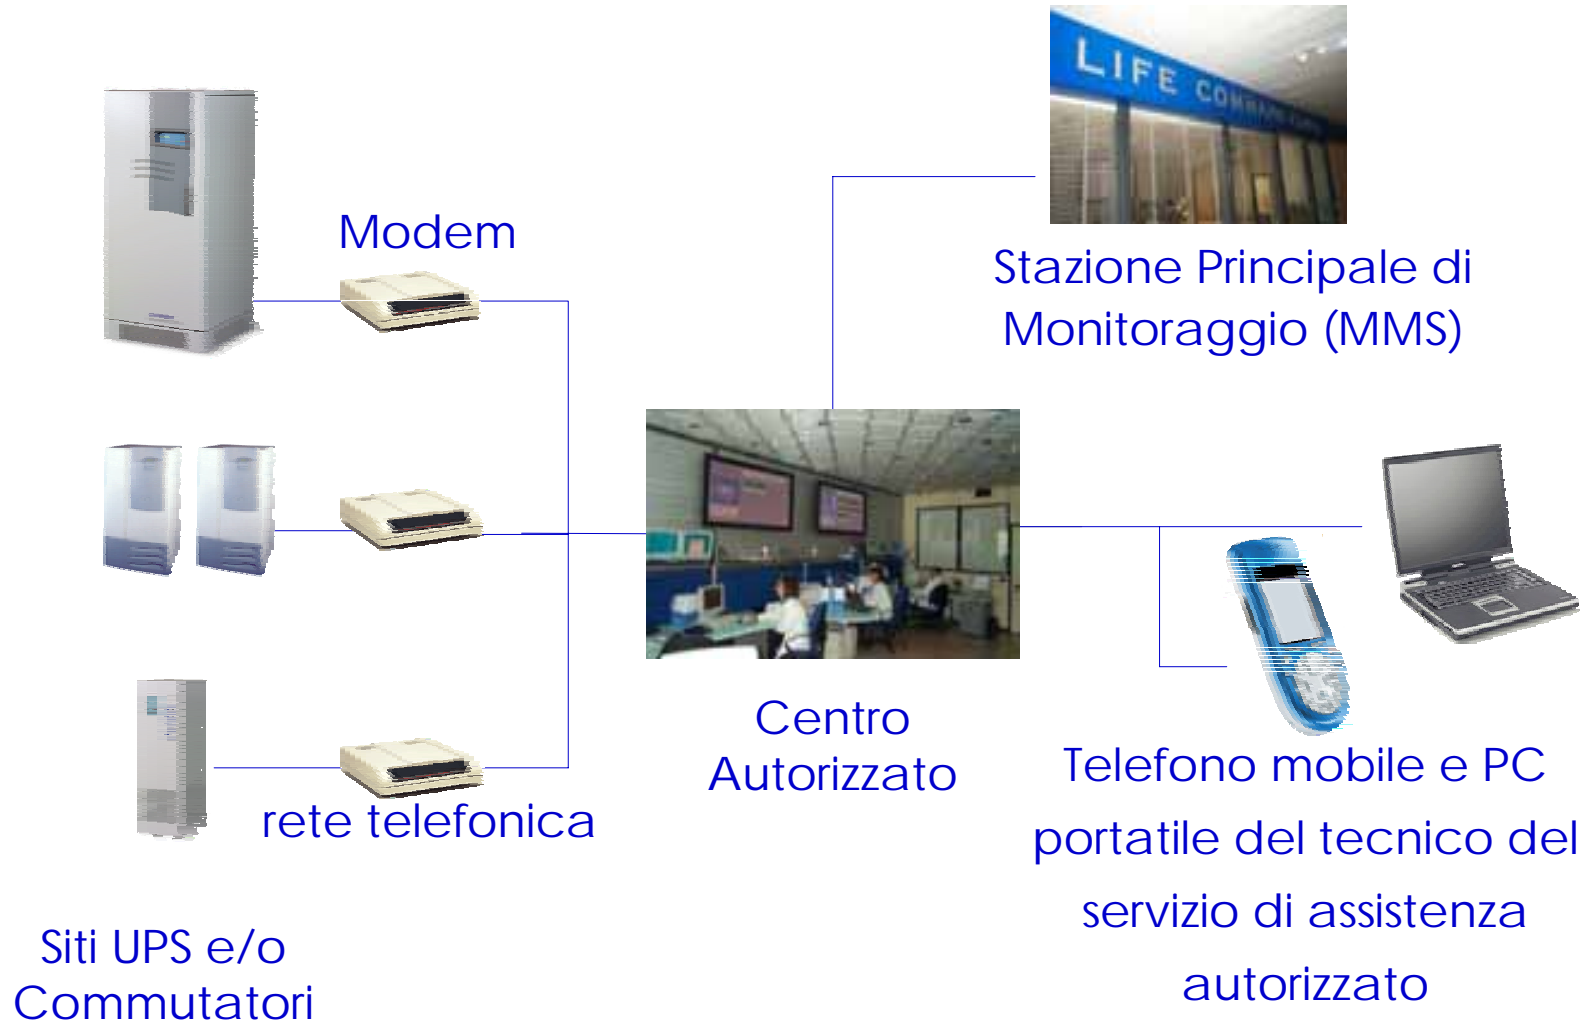 LIFE
Modem
Stazione Principale di
Monitoraggio (MMS)
Centro
Autorizzato
rete telefonica
Telefono mobile e PC
portatile del tecnico del
servizio di assistenza
autorizzato
Siti UPS e/o
Commutatori